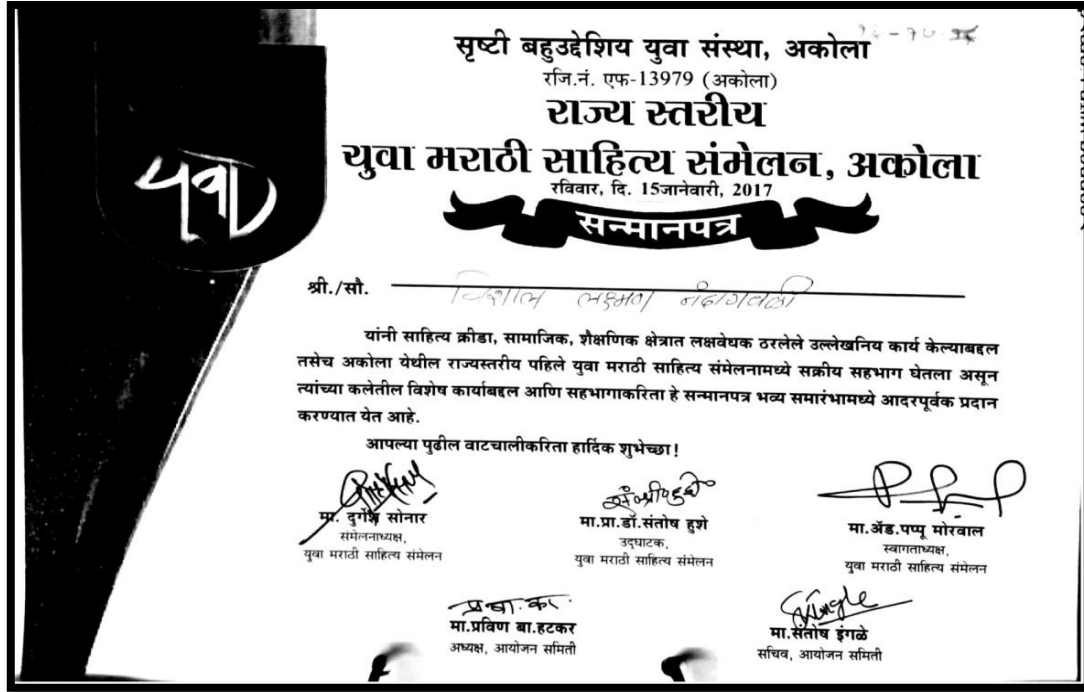 सृष्टी बहुउद्देशिय युवा संस्था, अकोला
रजि.नं. एफ-13979 (अकोला)
राज्य स्तरीय
युवा मराठी साहित्य संमेलन, अकोला
रविवार, दि. 15जानेवारी, 2017
युवा
सन्मानपत्र
श्री./सौ. विशाल लक्ष्मण नंदागवळी
यांनी साहित्य क्रीडा, सामाजिक, शैक्षणिक क्षेत्रात लक्षवेधक ठरलेले उल्लेखनिय कार्य केल्याबद्दल
तसेच अकोला येथील राज्यस्तरीय पहिले युवा मराठी साहित्य संमेलनामध्ये सक्रीय सहभाग घेतला असून
त्यांच्या कलेतील विशेष कार्याबद्दल आणि सहभागाकरिता हे सन्मानपत्र भव्य समारंभामध्ये आदरपूर्वक प्रदान
करण्यात येत आहे.
आपल्या पुढील वाटचालीकरिता हार्दिक शुभेच्छा!
मा. दुर्गेश सोनार
संमेलनाध्यक्ष,
युवा मराठी साहित्य संमेलन
मा.प्रा.डॉ.संतोष हुशे
उद्‌घाटक,
युवा मराठी साहित्य संमेलन
मा.ॲड.पप्पू मोरवाल
स्वागताध्यक्ष,
युवा मराठी साहित्य संमेलन
प्र.बा.का.
मा.प्रविण बा.हटकर
अध्यक्ष, आयोजन समिती
मा.संतोष इंगळे
सचिव, आयोजन समिती